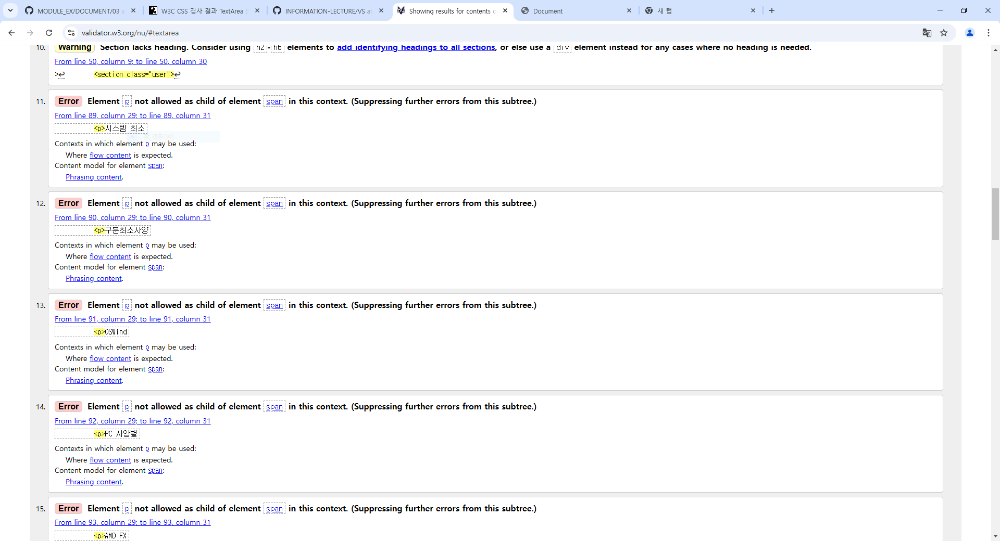 MODULE_EX/DOCUMENT/03 a
W3C CSS 검사 결과 TextArea (
INFORMATION-LECTURE/VS at
Showing results for contents o
Document
새 탭
validator.w3.org/nu/#textarea
10. Warning Section lacks heading. Consider using h2-h6 elements to add identifying headings to all sections, or else use a div element instead for any cases where no heading is needed.
From line 50, column 9; to line 50, column 30
>↩ <section class="user">↩
11. Error Element p not allowed as child of element span in this context. (Suppressing further errors from this subtree.)
From line 89, column 29; to line 89, column 31
<p>시스템 최소
Contexts in which element p may be used:
Where flow content is expected.
Content model for element span:
Phrasing content.
12. Error Element p not allowed as child of element span in this context. (Suppressing further errors from this subtree.)
From line 90, column 29; to line 90, column 31
<p>구분최소사양
Contexts in which element p may be used:
Where flow content is expected.
Content model for element span:
Phrasing content.
13. Error Element p not allowed as child of element span in this context. (Suppressing further errors from this subtree.)
From line 91, column 29; to line 91, column 31
<p>OSWind
Contexts in which element p may be used:
Where flow content is expected.
Content model for element span:
Phrasing content.
14. Error Element p not allowed as child of element span in this context. (Suppressing further errors from this subtree.)
From line 92, column 29; to line 92, column 31
<p>PC 사양별
Contexts in which element p may be used:
Where flow content is expected.
Content model for element span:
Phrasing content.
15. Error Element p not allowed as child of element span in this context. (Suppressing further errors from this subtree.)
From line 93, column 29; to line 93, column 31
<p>AMD FX